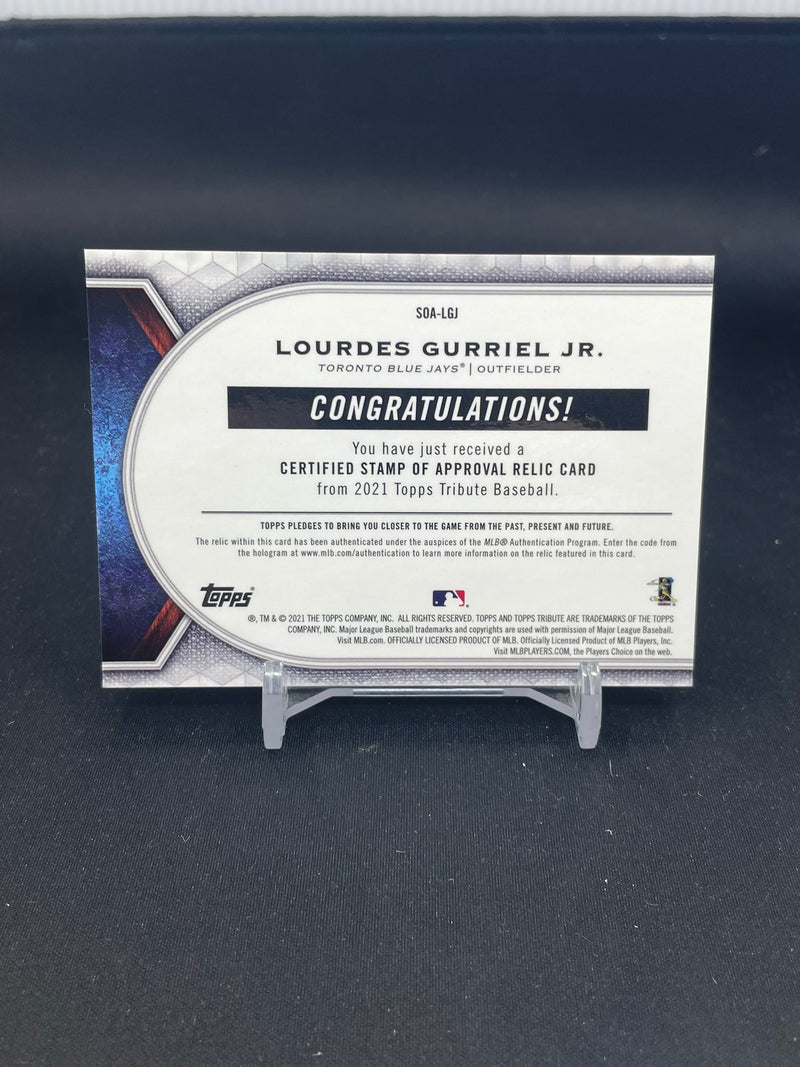 SOA-LGJ
LOURDES GURRIEL JR.
TORONTO BLUE JAYS® | OUTFIELDER
CONGRATULATIONS!
You have just received a
CERTIFIED STAMP OF APPROVAL RELIC CARD
from 2021 Topps Tribute Baseball.
TOPPS PLEDGES TO BRING YOU CLOSER TO THE GAME FROM THE PAST, PRESENT AND FUTURE.
The relic within this card has been authenticated under the auspices of the MLB® Authentication Program. Enter the code from
the hologram at www.mlb.com/authentication to learn more information on the relic featured in this card.
Topps
®, TM & © 2021 THE TOPPS COMPANY, INC. ALL RIGHTS RESERVED. TOPPS AND TOPPS TRIBUTE ARE TRADEMARKS OF THE TOPPS
COMPANY, INC. Major League Baseball trademarks and copyrights are used with permission of Major League Baseball.
Visit MLB.com. OFFICIALLY LICENSED PRODUCT OF MLB. Officially Licensed Product of MLB Players, Inc.
Visit MLBPLAYERS.COM, the Players Choice on the web.